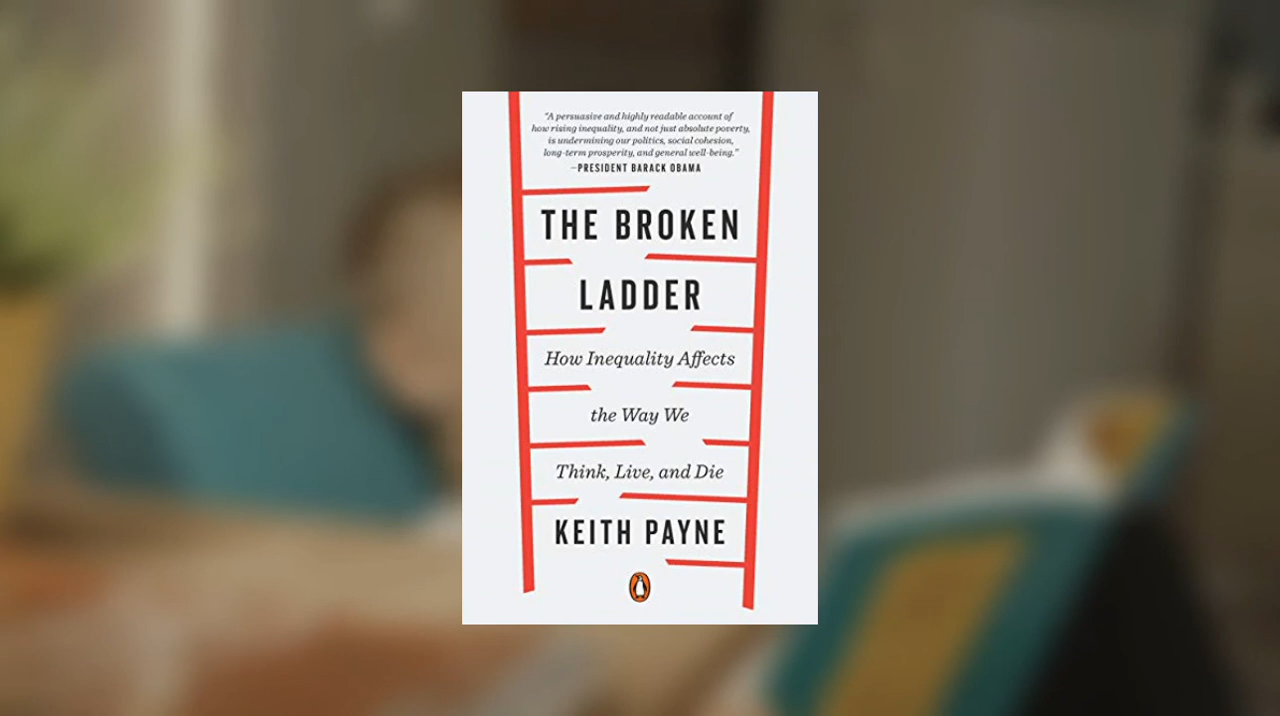 "A persuasive and highly readable account of
how rising inequality, and not just absolute poverty,
is undermining our politics, social cohesion,
long-term prosperity, and general well-being."
—PRESIDENT BARACK OBAMA
THE BROKEN
LADDER
How Inequality Affects
the Way We
Think, Live, and Die
KEITH PAYNE